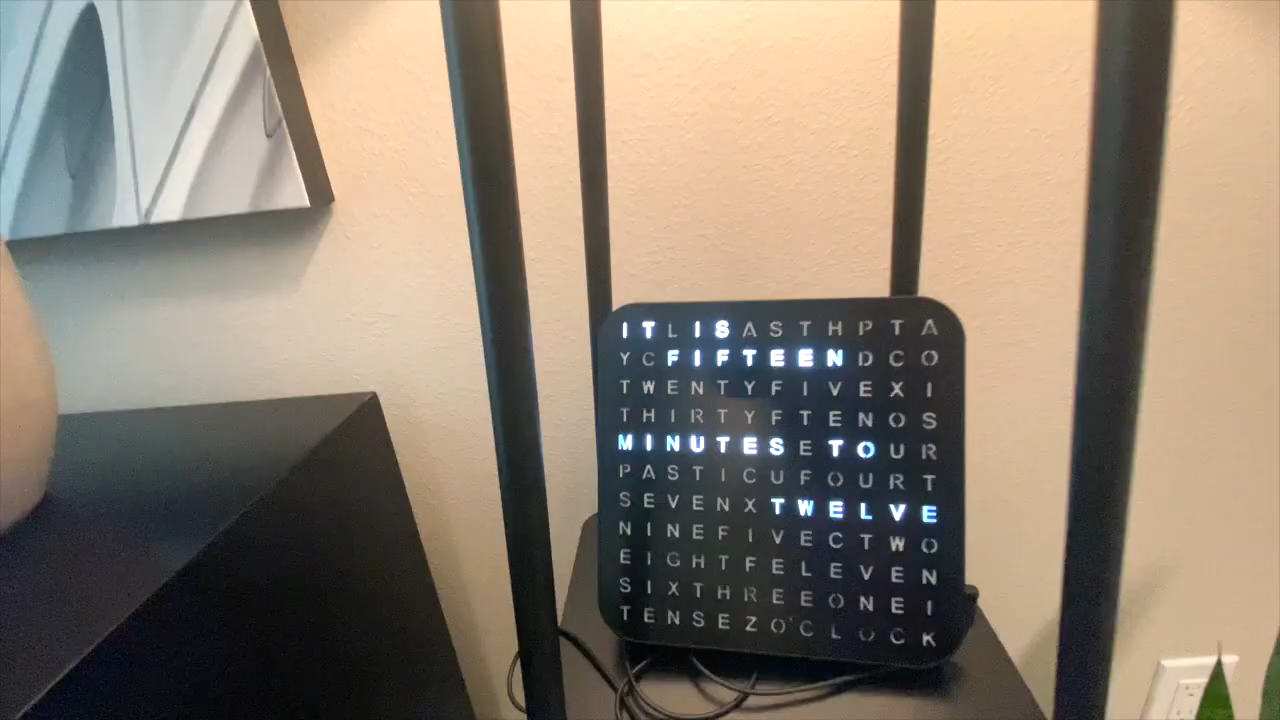 ITLISASTHPTA
YCFIFTEENDCO
TWENTYFIVEXI
THIRTYFTENOS
MINUTESETOUR
PASTICUFOURT
SEVENXTWELVE
NINEFIVECTWO
EIGHTFELEVEN
SIXTHREEONEI
TENSEZO'CLOCK